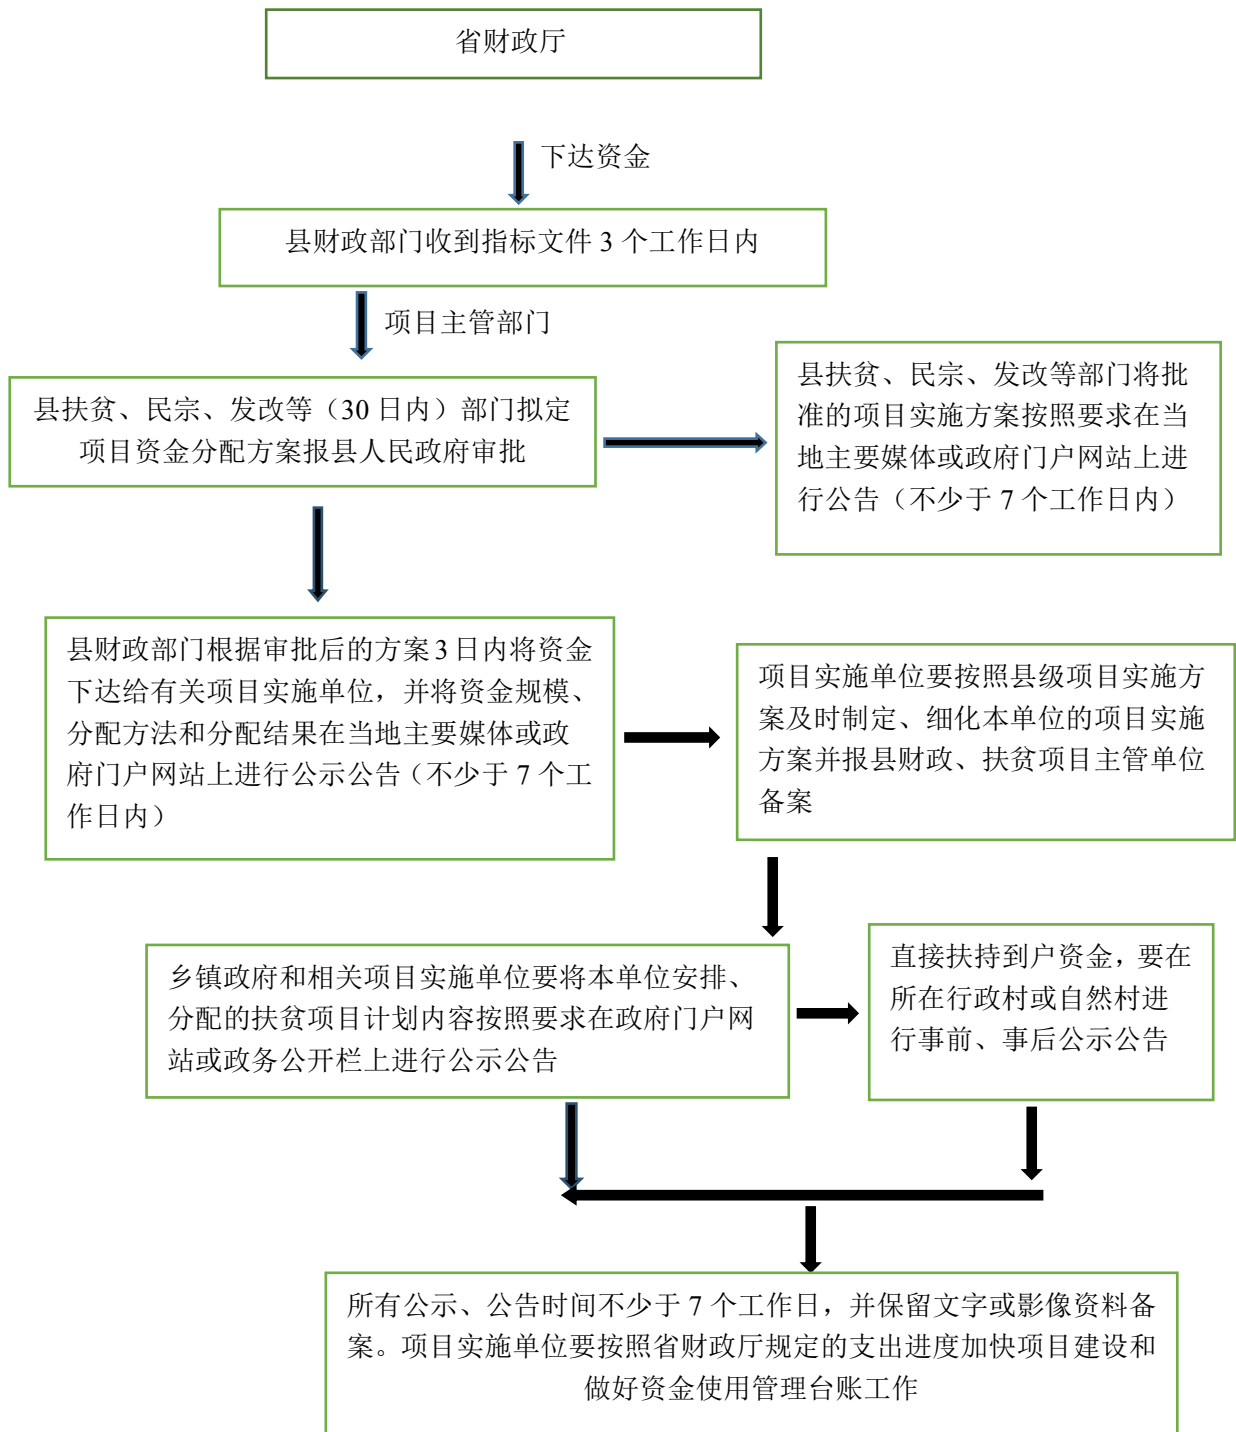 省财政厅
下达资金
县财政部门收到指标文件 3 个工作日内
项目主管部门
县扶贫、民宗、发改等（30 日内）部门拟定
项目资金分配方案报县人民政府审批
县扶贫、民宗、发改等部门将批
准的项目实施方案按照要求在当
地主要媒体或政府门户网站上进
行公告（不少于 7 个工作日内）
县财政部门根据审批后的方案 3 日内将资金
下达给有关项目实施单位，并将资金规模、
分配方法和分配结果在当地主要媒体或政
府门户网站上进行公示公告（不少于 7 个工
作日内）
项目实施单位要按照县级项目实施方
案及时制定、细化本单位的项目实施
方案并报县财政、扶贫项目主管单位
备案
乡镇政府和相关项目实施单位要将本单位安排、
分配的扶贫项目计划内容按照要求在政府门户网
站或政务公开栏上进行公示公告
直接扶持到户资金，要在
所在行政村或自然村进
行事前、事后公示公告
所有公示、公告时间不少于 7 个工作日，并保留文字或影像资料备
案。项目实施单位要按照省财政厅规定的支出进度加快项目建设和
做好资金使用管理台账工作